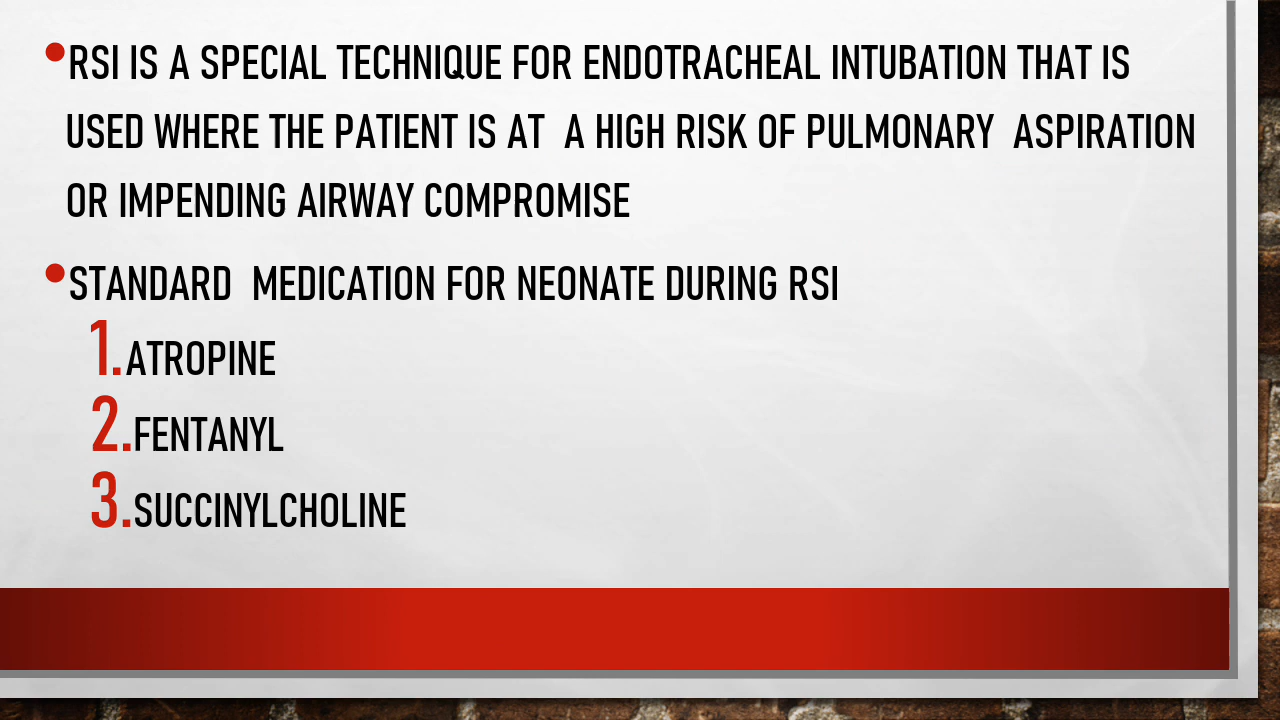 •RSI IS A SPECIAL TECHNIQUE FOR ENDOTRACHEAL INTUBATION THAT IS
USED WHERE THE PATIENT IS AT  A HIGH RISK OF PULMONARY  ASPIRATION
OR IMPENDING AIRWAY COMPROMISE
•STANDARD  MEDICATION FOR NEONATE DURING RSI
1.ATROPINE
2.FENTANYL
3.SUCCINYLCHOLINE